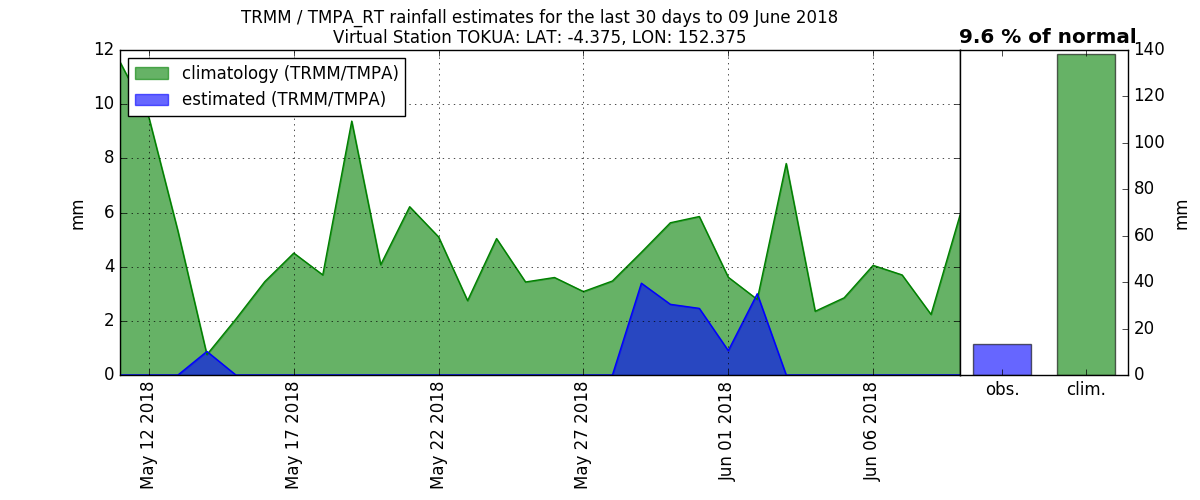 TRMM / TMPA_RT rainfall estimates for the last 30 days to 09 June 2018
Virtual Station TOKUA: LAT: -4.375, LON: 152.375
9.6 % of normal
climatology (TRMM/TMPA)
estimated (TRMM/TMPA)
12
10
8
6
4
2
0
mm
May 12 2018
May 17 2018
May 22 2018
May 27 2018
Jun 01 2018
Jun 06 2018
obs.
clim.
140
120
100
80
60
40
20
0
mm